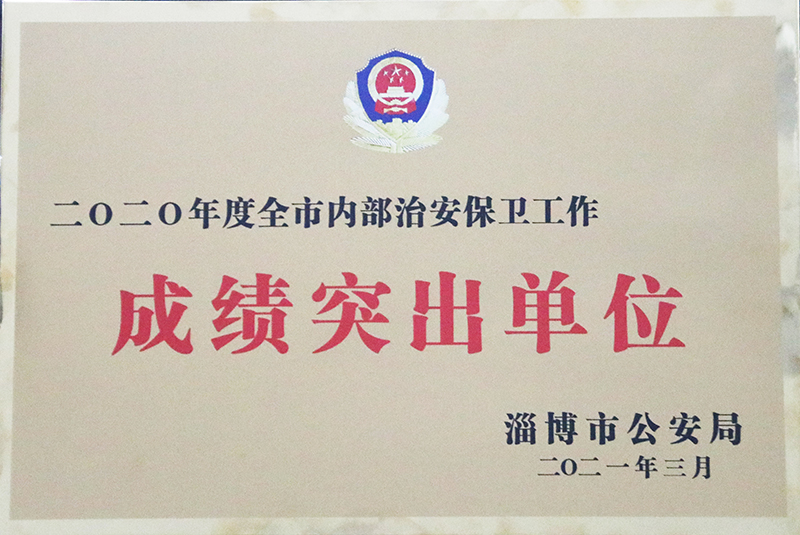 二〇二〇年度全市内部治安保卫工作
成绩突出单位
淄博市公安局
二〇二一年三月